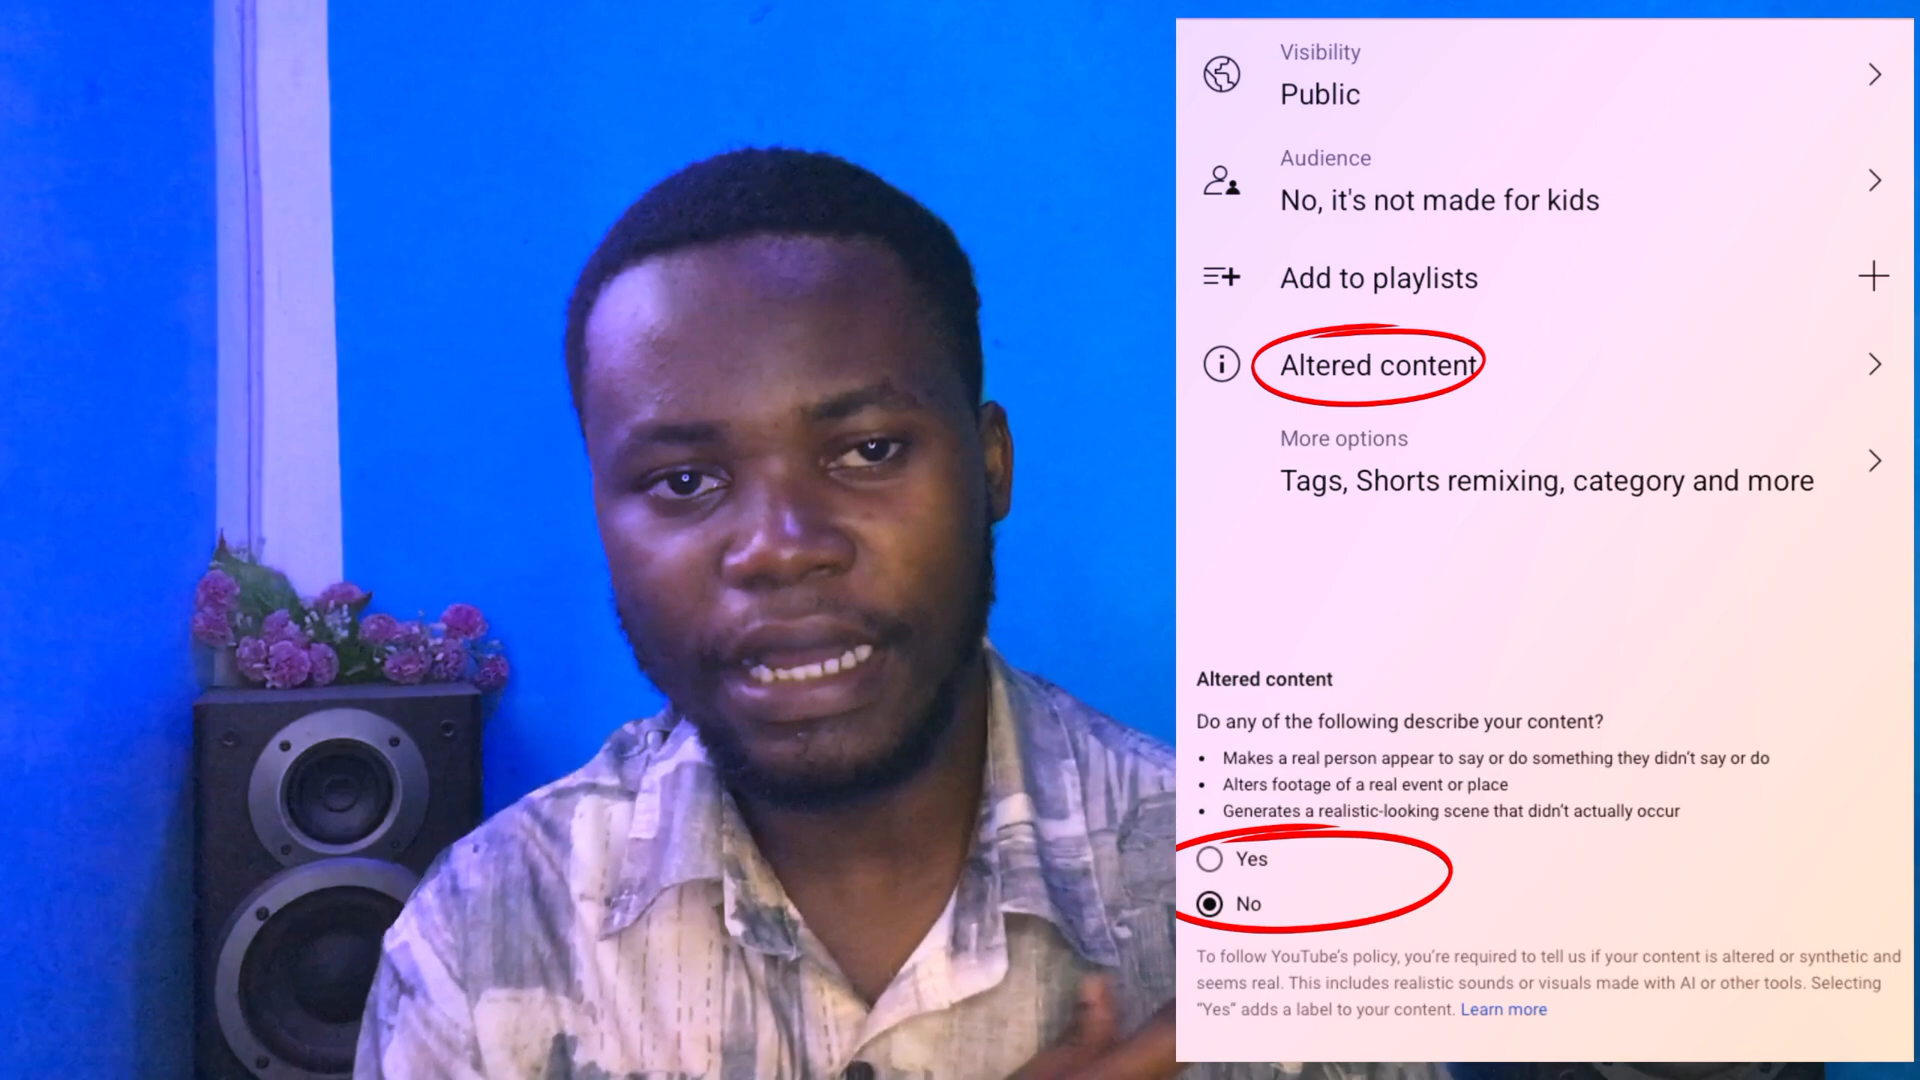 Visibility
Public
Audience
No, it's not made for kids
Add to playlists
Altered content
More options
Tags, Shorts remixing, category and more
Altered content
Do any of the following describe your content?
• Makes a real person appear to say or do something they didn't say or do
• Alters footage of a real event or place
• Generates a realistic-looking scene that didn't actually occur
Yes
No
To follow YouTube's policy, you're required to tell us if your content is altered or synthetic and
seems real. This includes realistic sounds or visuals made with AI or other tools. Selecting
“Yes” adds a label to your content. Learn more